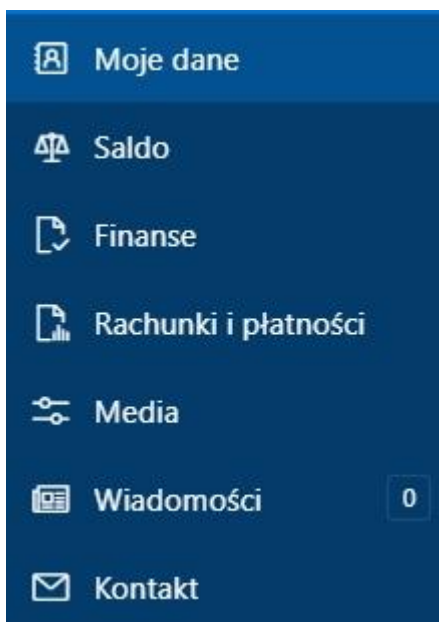 Moje dane
Saldo
Finanse
Rachunki i płatności
Media
Wiadomości 0
Kontakt